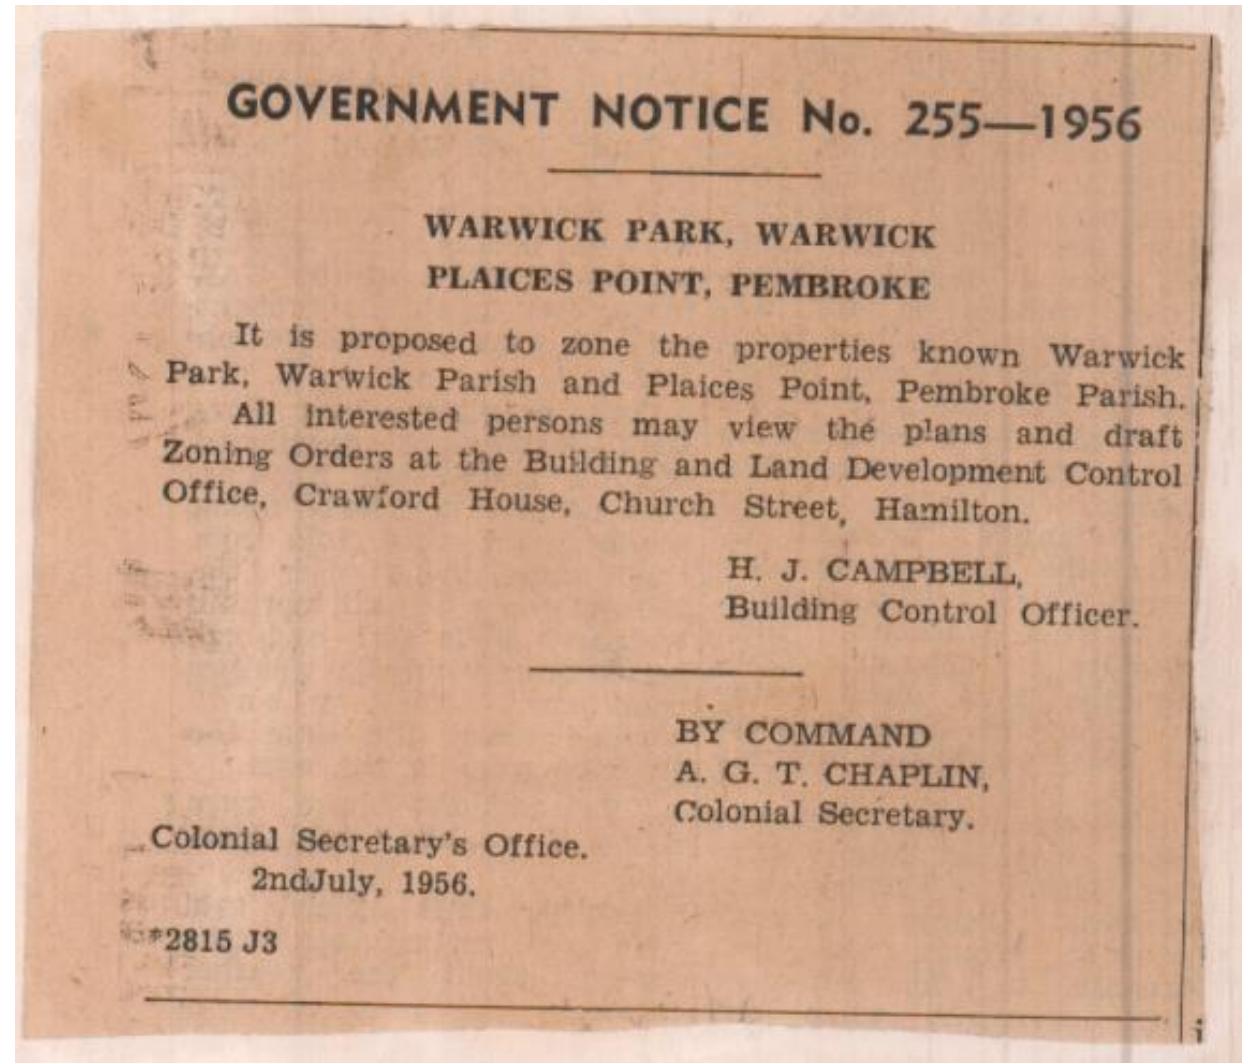 GOVERNMENT NOTICE No. 255—1956
WARWICK PARK, WARWICK
PLAICES POINT, PEMBROKE
It is proposed to zone the properties known Warwick
Park, Warwick Parish and Plaices Point, Pembroke Parish.
All interested persons may view the plans and draft
Zoning Orders at the Building and Land Development Control
Office, Crawford House, Church Street, Hamilton.
H. J. CAMPBELL,
Building Control Officer.
BY COMMAND
A. G. T. CHAPLIN,
Colonial Secretary.
Colonial Secretary's Office.
2ndJuly, 1956.
*2815 J3